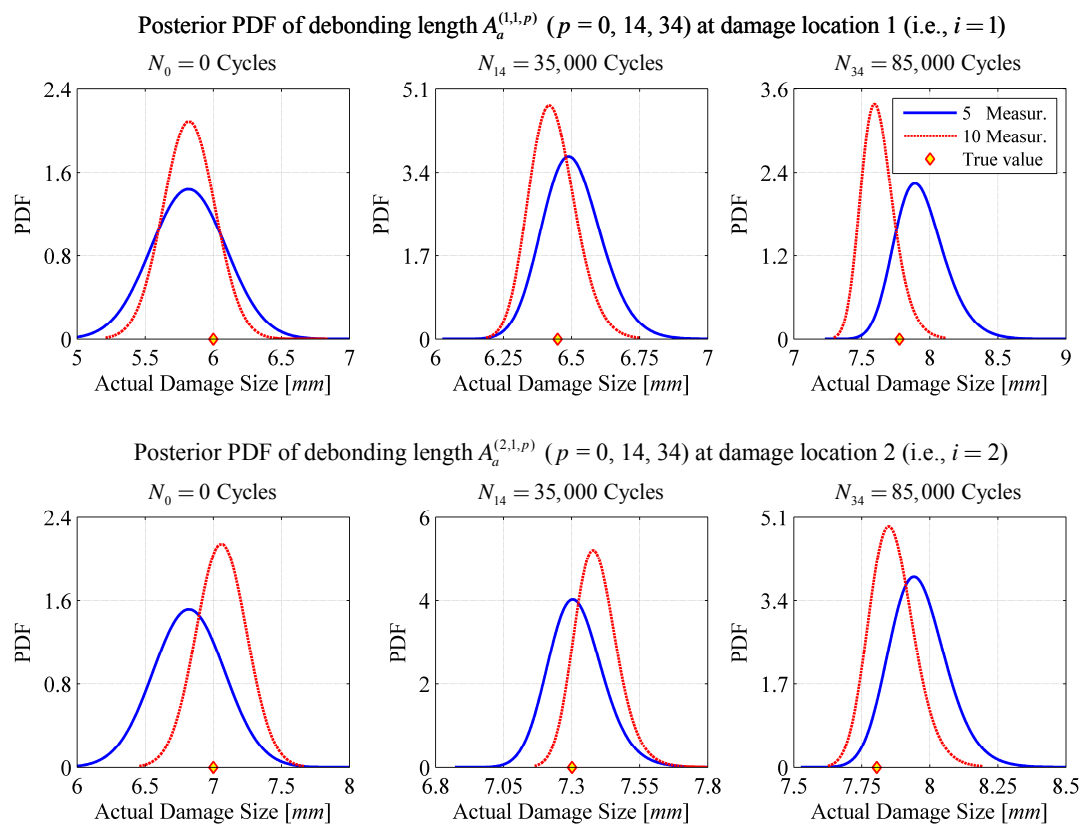 Posterior PDF of debonding length A_a^(1,1,p) (p = 0, 14, 34) at damage location 1 (i.e., i = 1)
N_0 = 0 Cycles
N_14 = 35,000 Cycles
N_34 = 85,000 Cycles
2.4
1.6
0.8
0
PDF
5 5.5 6 6.5 7
Actual Damage Size [mm]
5.1
3.4
1.7
0
PDF
6 6.25 6.5 6.75 7
Actual Damage Size [mm]
3.6
2.4
1.2
0
PDF
5 Measur.
10 Measur.
True value
7 7.5 8 8.5 9
Actual Damage Size [mm]
Posterior PDF of debonding length A_a^(2,1,p) (p = 0, 14, 34) at damage location 2 (i.e., i = 2)
N_0 = 0 Cycles
N_14 = 35,000 Cycles
N_34 = 85,000 Cycles
2.4
1.6
0.8
0
PDF
6 6.5 7 7.5 8
Actual Damage Size [mm]
6
4
2
0
PDF
6.8 7.05 7.3 7.55 7.8
Actual Damage Size [mm]
5.1
3.4
1.7
0
PDF
7.5 7.75 8 8.25 8.5
Actual Damage Size [mm]